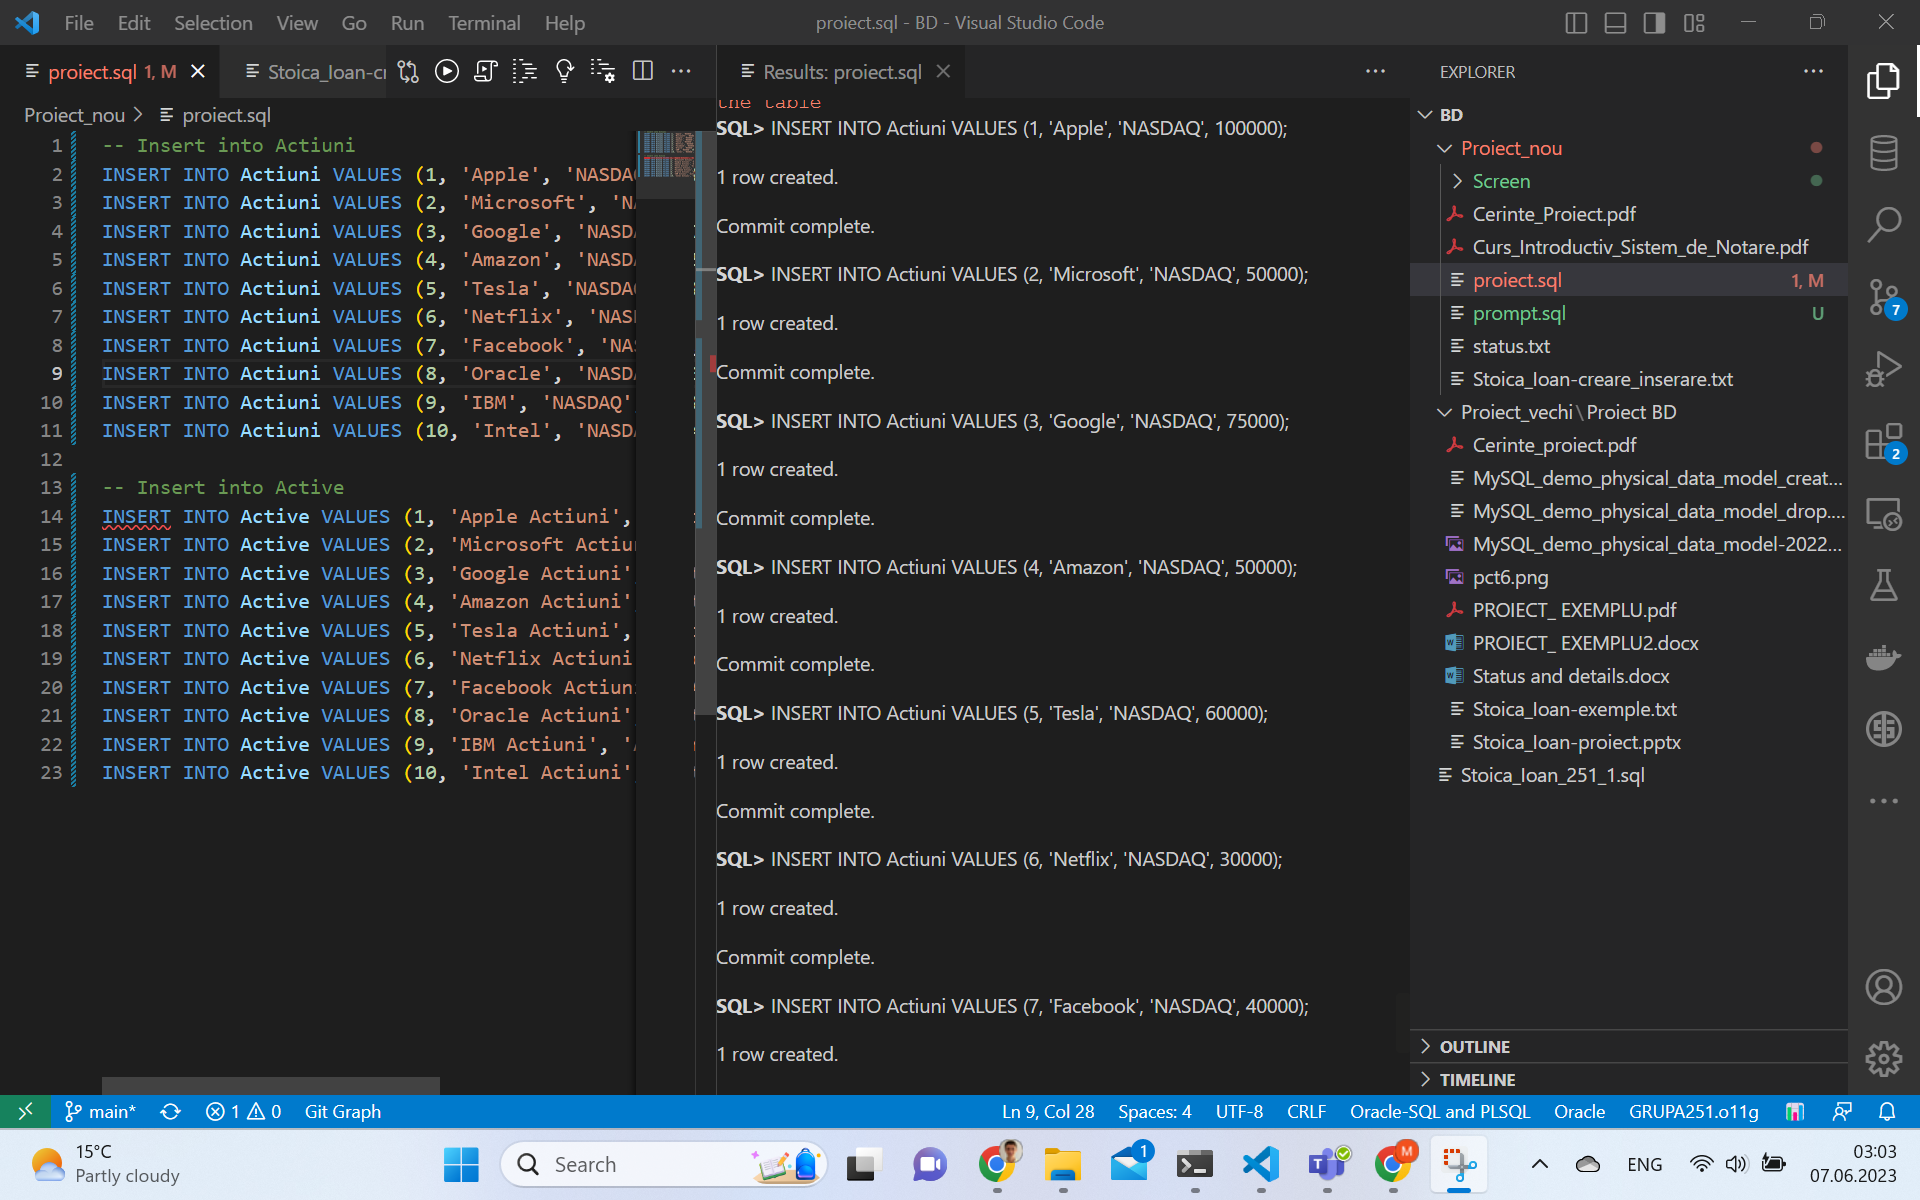 File Edit Selection View Go Run Terminal Help
proiect.sql - BD - Visual Studio Code
proiect.sql 1, M
Stoica_Ioan-cr
Results: proiect.sql
EXPLORER
Proiect_nou > proiect.sql
1 -- Insert into Actiuni
2 INSERT INTO Actiuni VALUES (1, 'Apple', 'NASDA
3 INSERT INTO Actiuni VALUES (2, 'Microsoft', 'N
4 INSERT INTO Actiuni VALUES (3, 'Google', 'NASD
5 INSERT INTO Actiuni VALUES (4, 'Amazon', 'NASD
6 INSERT INTO Actiuni VALUES (5, 'Tesla', 'NASDA
7 INSERT INTO Actiuni VALUES (6, 'Netflix', 'NAS
8 INSERT INTO Actiuni VALUES (7, 'Facebook', 'NA
9 INSERT INTO Actiuni VALUES (8, 'Oracle', 'NASD
10 INSERT INTO Actiuni VALUES (9, 'IBM', 'NASDAQ'
11 INSERT INTO Actiuni VALUES (10, 'Intel', 'NASD
12
13 -- Insert into Active
14 INSERT INTO Active VALUES (1, 'Apple Actiuni',
15 INSERT INTO Active VALUES (2, 'Microsoft Actiu
16 INSERT INTO Active VALUES (3, 'Google Actiuni'
17 INSERT INTO Active VALUES (4, 'Amazon Actiuni'
18 INSERT INTO Active VALUES (5, 'Tesla Actiuni',
19 INSERT INTO Active VALUES (6, 'Netflix Actiuni
20 INSERT INTO Active VALUES (7, 'Facebook Actiun
21 INSERT INTO Active VALUES (8, 'Oracle Actiuni'
22 INSERT INTO Active VALUES (9, 'IBM Actiuni', '
23 INSERT INTO Active VALUES (10, 'Intel Actiuni'
the table
SQL> INSERT INTO Actiuni VALUES (1, 'Apple', 'NASDAQ', 100000);
1 row created.
Commit complete.
SQL> INSERT INTO Actiuni VALUES (2, 'Microsoft', 'NASDAQ', 50000);
1 row created.
Commit complete.
SQL> INSERT INTO Actiuni VALUES (3, 'Google', 'NASDAQ', 75000);
1 row created.
Commit complete.
SQL> INSERT INTO Actiuni VALUES (4, 'Amazon', 'NASDAQ', 50000);
1 row created.
Commit complete.
SQL> INSERT INTO Actiuni VALUES (5, 'Tesla', 'NASDAQ', 60000);
1 row created.
Commit complete.
SQL> INSERT INTO Actiuni VALUES (6, 'Netflix', 'NASDAQ', 30000);
1 row created.
Commit complete.
SQL> INSERT INTO Actiuni VALUES (7, 'Facebook', 'NASDAQ', 40000);
1 row created.
BD
Proiect_nou
Screen
Cerinte_Proiect.pdf
Curs_Introductiv_Sistem_de_Notare.pdf
proiect.sql 1, M
prompt.sql U
status.txt
Stoica_Ioan-creare_inserare.txt
Proiect_vechi\Proiect BD
Cerinte_proiect.pdf
MySQL_demo_physical_data_model_creat...
MySQL_demo_physical_data_model_drop....
MySQL_demo_physical_data_model-2022...
pct6.png
PROIECT_ EXEMPLU.pdf
PROIECT_ EXEMPLU2.docx
Status and details.docx
Stoica_Ioan-exemple.txt
Stoica_Ioan-proiect.pptx
Stoica_Ioan_251_1.sql
OUTLINE
TIMELINE
7
2
main* 1 0 Git Graph
Ln 9, Col 28 Spaces: 4 UTF-8 CRLF Oracle-SQL and PLSQL Oracle GRUPA251.o11g
15°C
Partly cloudy
Search
1
M
ENG
03:03
07.06.2023